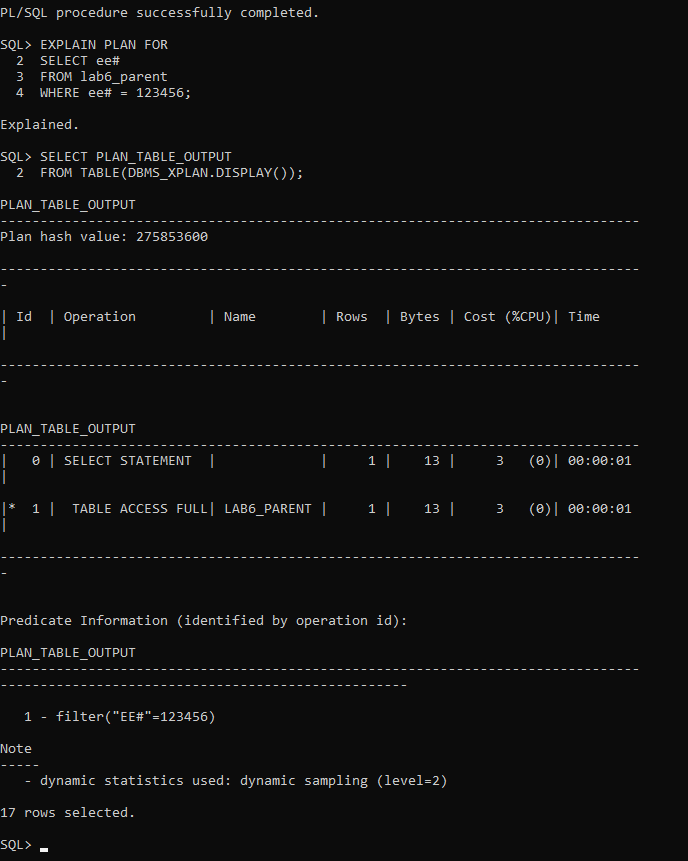 PL/SQL procedure successfully completed.
SQL> EXPLAIN PLAN FOR
  2  SELECT ee#
  3  FROM lab6_parent
  4  WHERE ee# = 123456;
Explained.
SQL> SELECT PLAN_TABLE_OUTPUT
  2  FROM TABLE(DBMS_XPLAN.DISPLAY());
PLAN_TABLE_OUTPUT
--------------------------------------------------------------------------------
Plan hash value: 275853600
--------------------------------------------------------------------------------
-
| Id  | Operation         | Name        | Rows  | Bytes | Cost (%CPU)| Time
|
--------------------------------------------------------------------------------
-
PLAN_TABLE_OUTPUT
--------------------------------------------------------------------------------
|   0 | SELECT STATEMENT  |             |     1 |    13 |     3   (0)| 00:00:01
|
|*  1 |  TABLE ACCESS FULL| LAB6_PARENT |     1 |    13 |     3   (0)| 00:00:01
|
--------------------------------------------------------------------------------
-
Predicate Information (identified by operation id):
PLAN_TABLE_OUTPUT
--------------------------------------------------------------------------------
---------------------------------------------------
   1 - filter("EE#"=123456)
Note
-----
   - dynamic statistics used: dynamic sampling (level=2)
17 rows selected.
SQL>